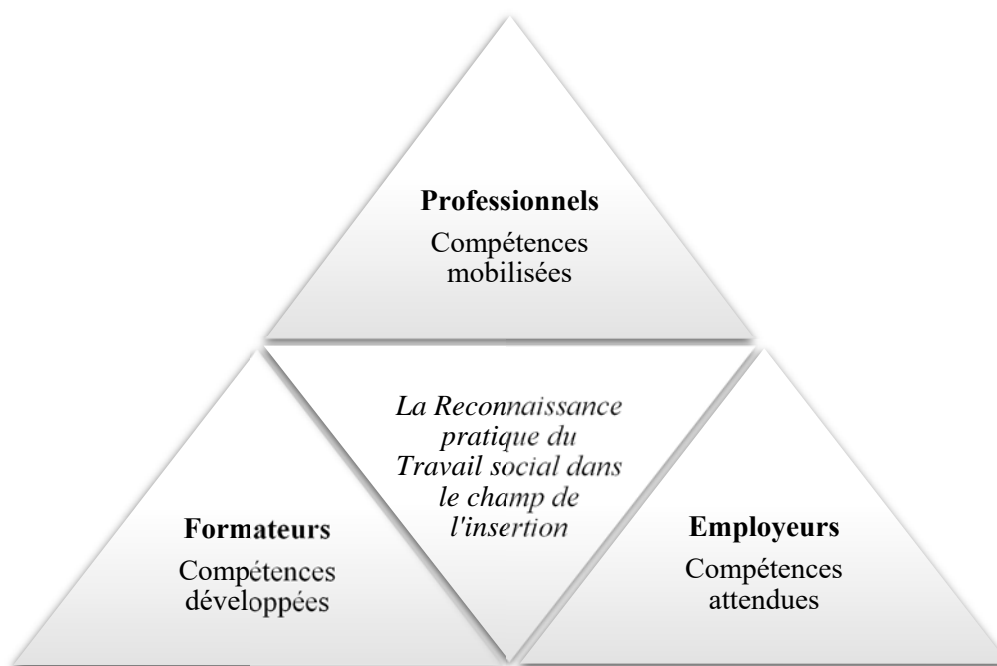 Professionnels
Compétences
mobilisées
La Reconnaissance
pratique du
Travail social dans
le champ de
l'insertion
Formateurs
Compétences
développées
Employeurs
Compétences
attendues